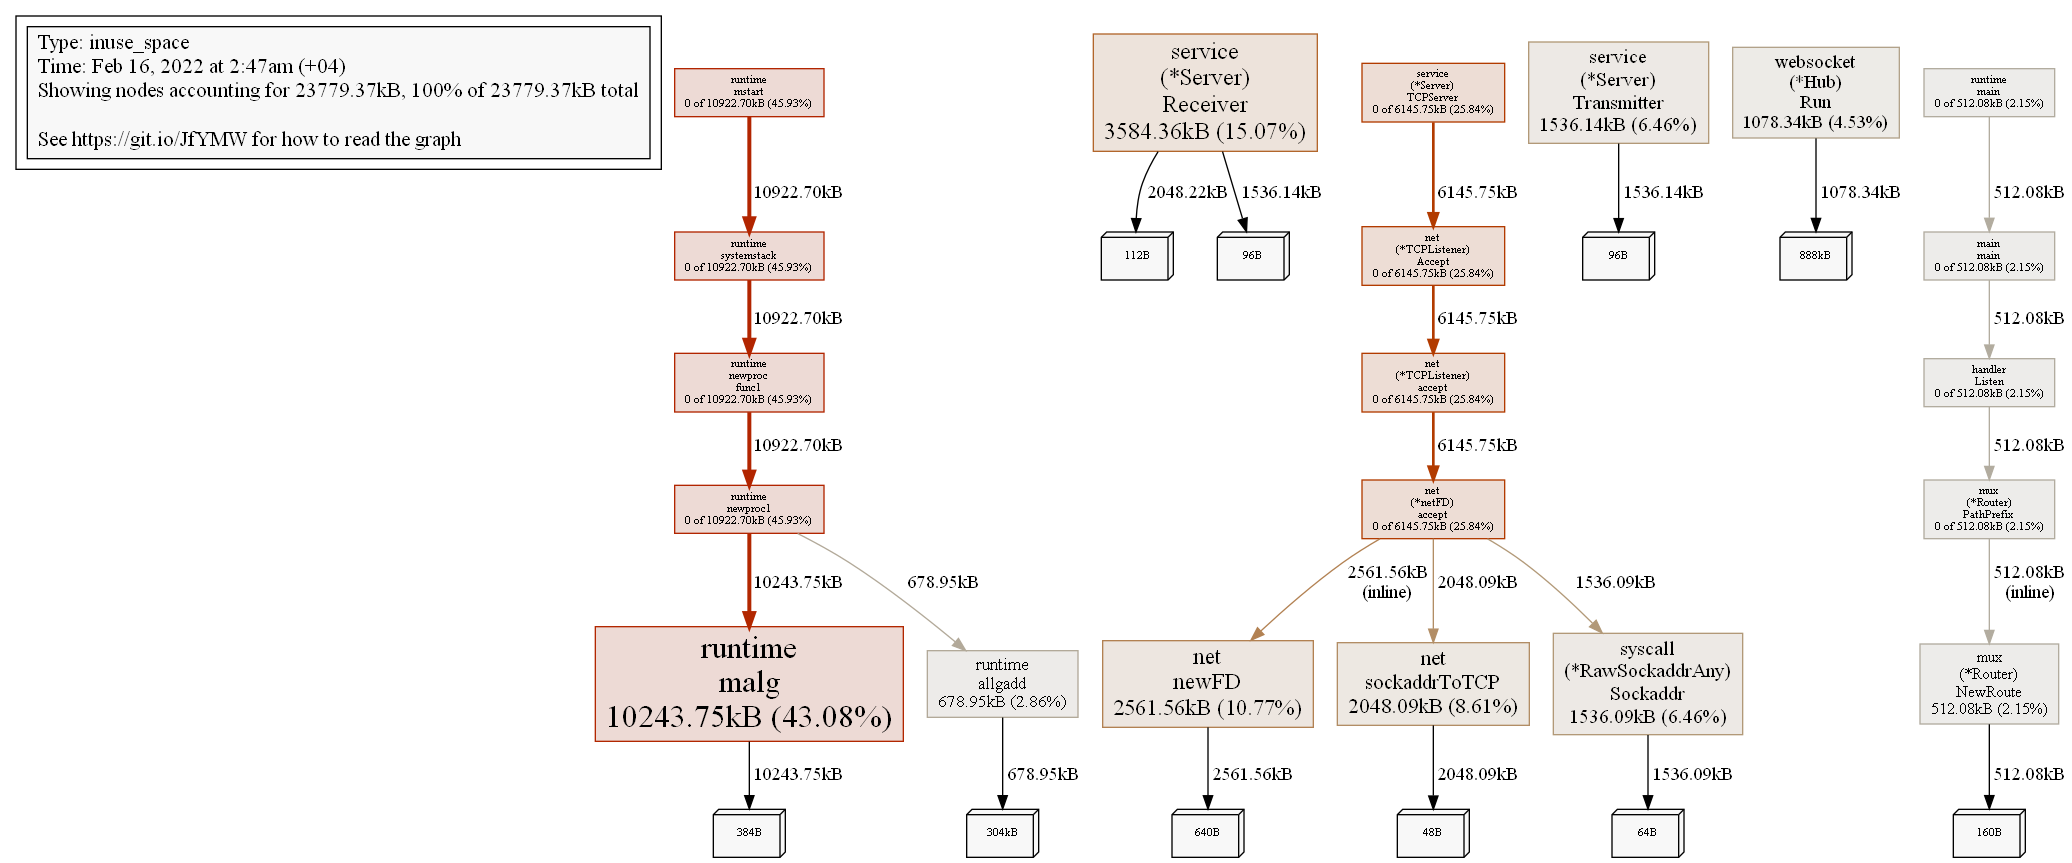 Type: inuse_space
Time: Feb 16, 2022 at 2:47am (+04)
Showing nodes accounting for 23779.37kB, 100% of 23779.37kB total
See https://git.io/JfYMW for how to read the graph
runtime
mstart
0 of 10922.70kB (45.93%)
10922.70kB
runtime
systemstack
0 of 10922.70kB (45.93%)
10922.70kB
runtime
newproc
func1
0 of 10922.70kB (45.93%)
10922.70kB
runtime
newproc1
0 of 10922.70kB (45.93%)
10243.75kB
678.95kB
runtime
malg
10243.75kB (43.08%)
10243.75kB
384B
runtime
allgadd
678.95kB (2.86%)
678.95kB
304kB
service
(*Server)
Receiver
3584.36kB (15.07%)
2048.22kB
1536.14kB
112B
96B
service
(*Server)
TCPServer
0 of 6145.75kB (25.84%)
6145.75kB
net
(*TCPListener)
Accept
0 of 6145.75kB (25.84%)
6145.75kB
net
(*TCPListener)
accept
0 of 6145.75kB (25.84%)
6145.75kB
net
(*netFD)
accept
0 of 6145.75kB (25.84%)
2561.56kB
(inline)
2048.09kB
1536.09kB
net
newFD
2561.56kB (10.77%)
2561.56kB
640B
net
sockaddrToTCP
2048.09kB (8.61%)
2048.09kB
48B
syscall
(*RawSockaddrAny)
Sockaddr
1536.09kB (6.46%)
1536.09kB
64B
service
(*Server)
Transmitter
1536.14kB (6.46%)
1536.14kB
96B
websocket
(*Hub)
Run
1078.34kB (4.53%)
1078.34kB
888kB
runtime
main
0 of 512.08kB (2.15%)
512.08kB
main
main
0 of 512.08kB (2.15%)
512.08kB
handler
Listen
0 of 512.08kB (2.15%)
512.08kB
mux
(*Router)
PathPrefix
0 of 512.08kB (2.15%)
512.08kB
(inline)
mux
(*Router)
NewRoute
512.08kB (2.15%)
512.08kB
160B